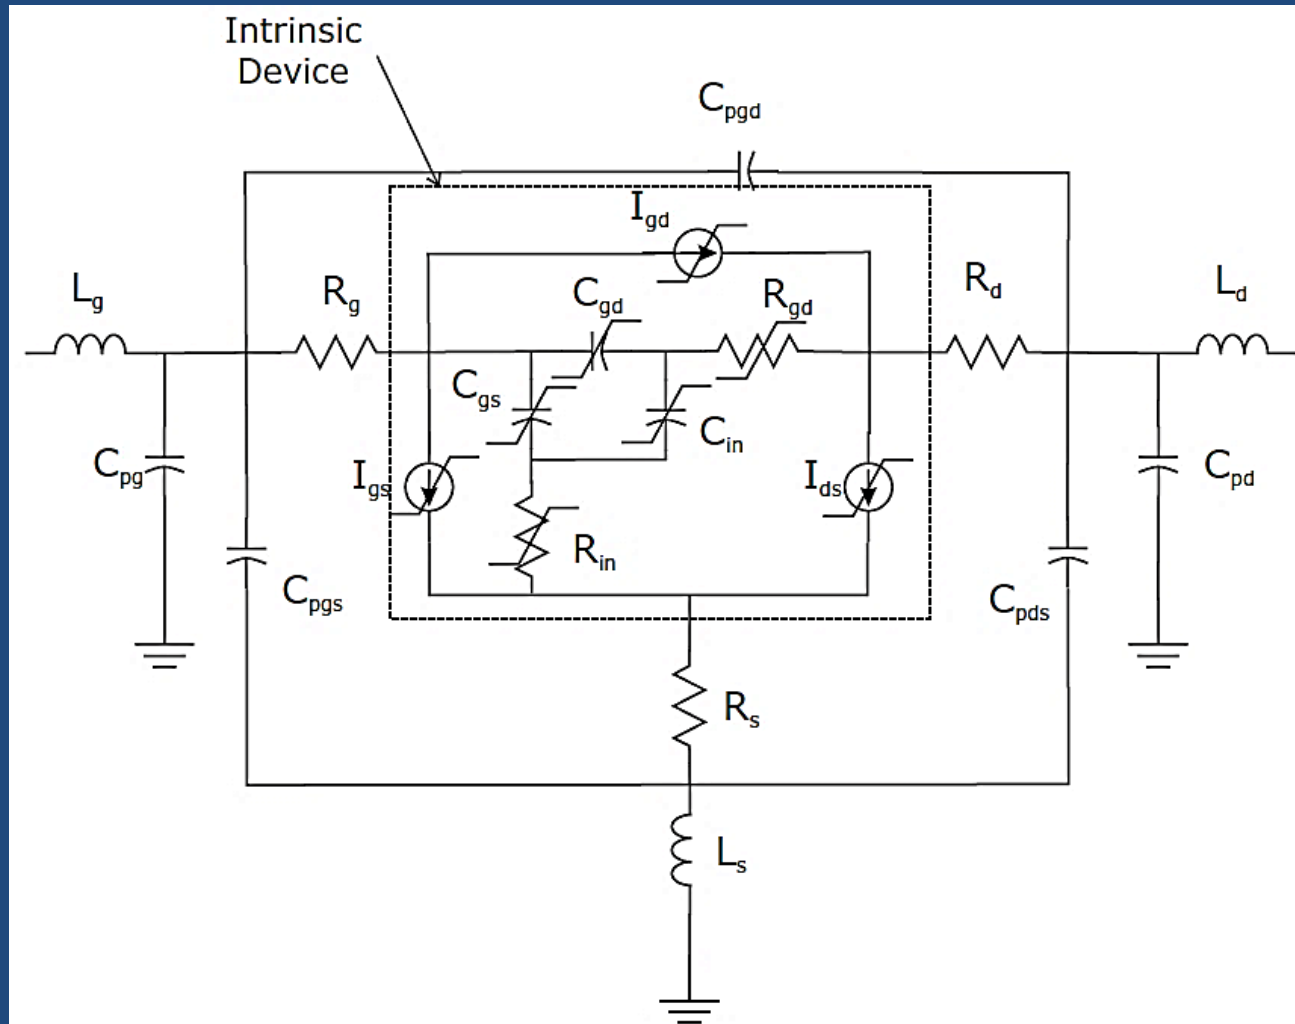 Intrinsic
Device
Cpgd
Igd
Lg
Rg
Cgd
Rgd
Rd
Ld
Cgs
Cin
Cpg
Igs
Ids
Cpd
Rin
Cpgs
Cpds
Rs
Ls